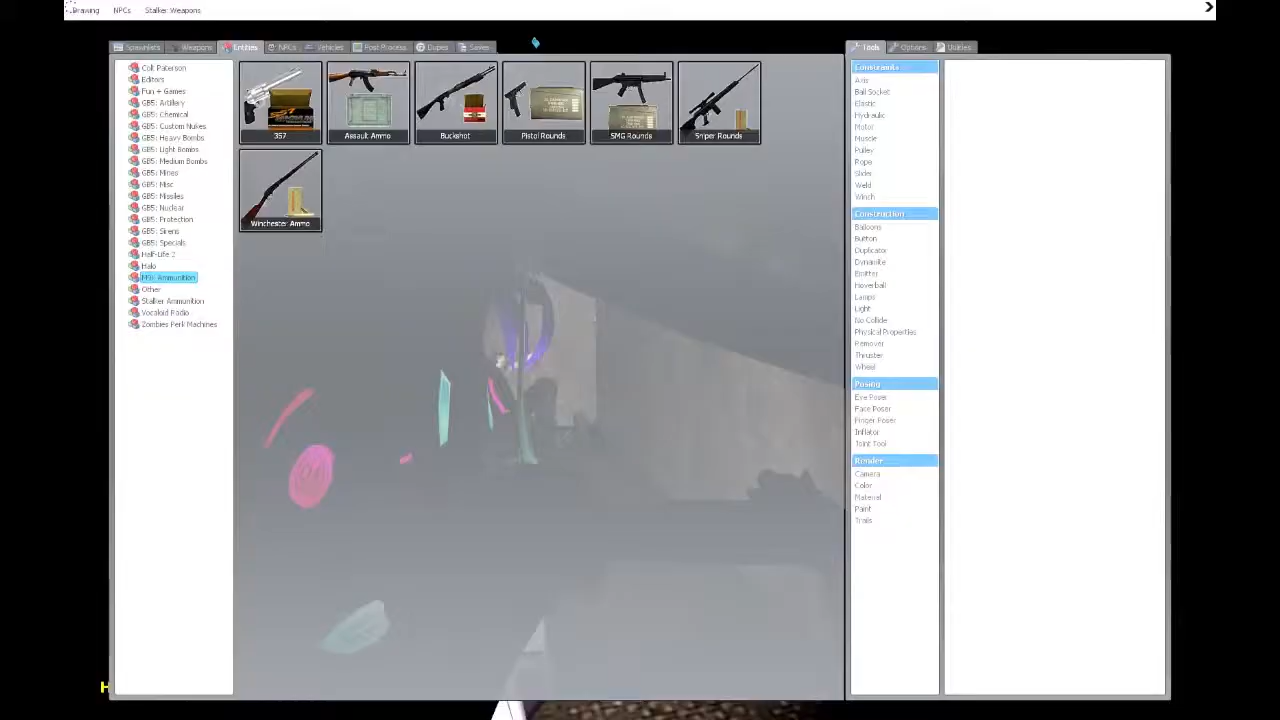 Drawing NPCs Stalker Weapons
Spawnlists Weapons Entities NPCs Vehicles Post Process Dupes Saves
Tools Options Utilities
Colt Paterson
Editors
Fun + Games
GB5: Artillery
GB5: Chemical
GB5: Custom Nukes
GB5: Heavy Bombs
GB5: Light Bombs
GB5: Medium Bombs
GB5: Mines
GB5: Misc
GB5: Missiles
GB5: Nuclear
GB5: Protection
GB5: Sirens
GB5: Specials
Half-Life 2
Halo
M9K Ammunition
Other
Stalker Ammunition
Vocaloid Radio
Zombies Perk Machines
.357
Assault Ammo
Buckshot
Pistol Rounds
SMG Rounds
Sniper Rounds
Winchester Ammo
Constraints
Axis
Ball Socket
Elastic
Hydraulic
Motor
Muscle
Pulley
Rope
Slider
Weld
Winch
Construction
Balloons
Button
Duplicator
Dynamite
Emitter
Hoverball
Lamps
Light
No Collide
Physical Properties
Remover
Thruster
Wheel
Posing
Eye Poser
Face Poser
Finger Poser
Inflator
Joint Tool
Render
Camera
Color
Material
Paint
Trails
H